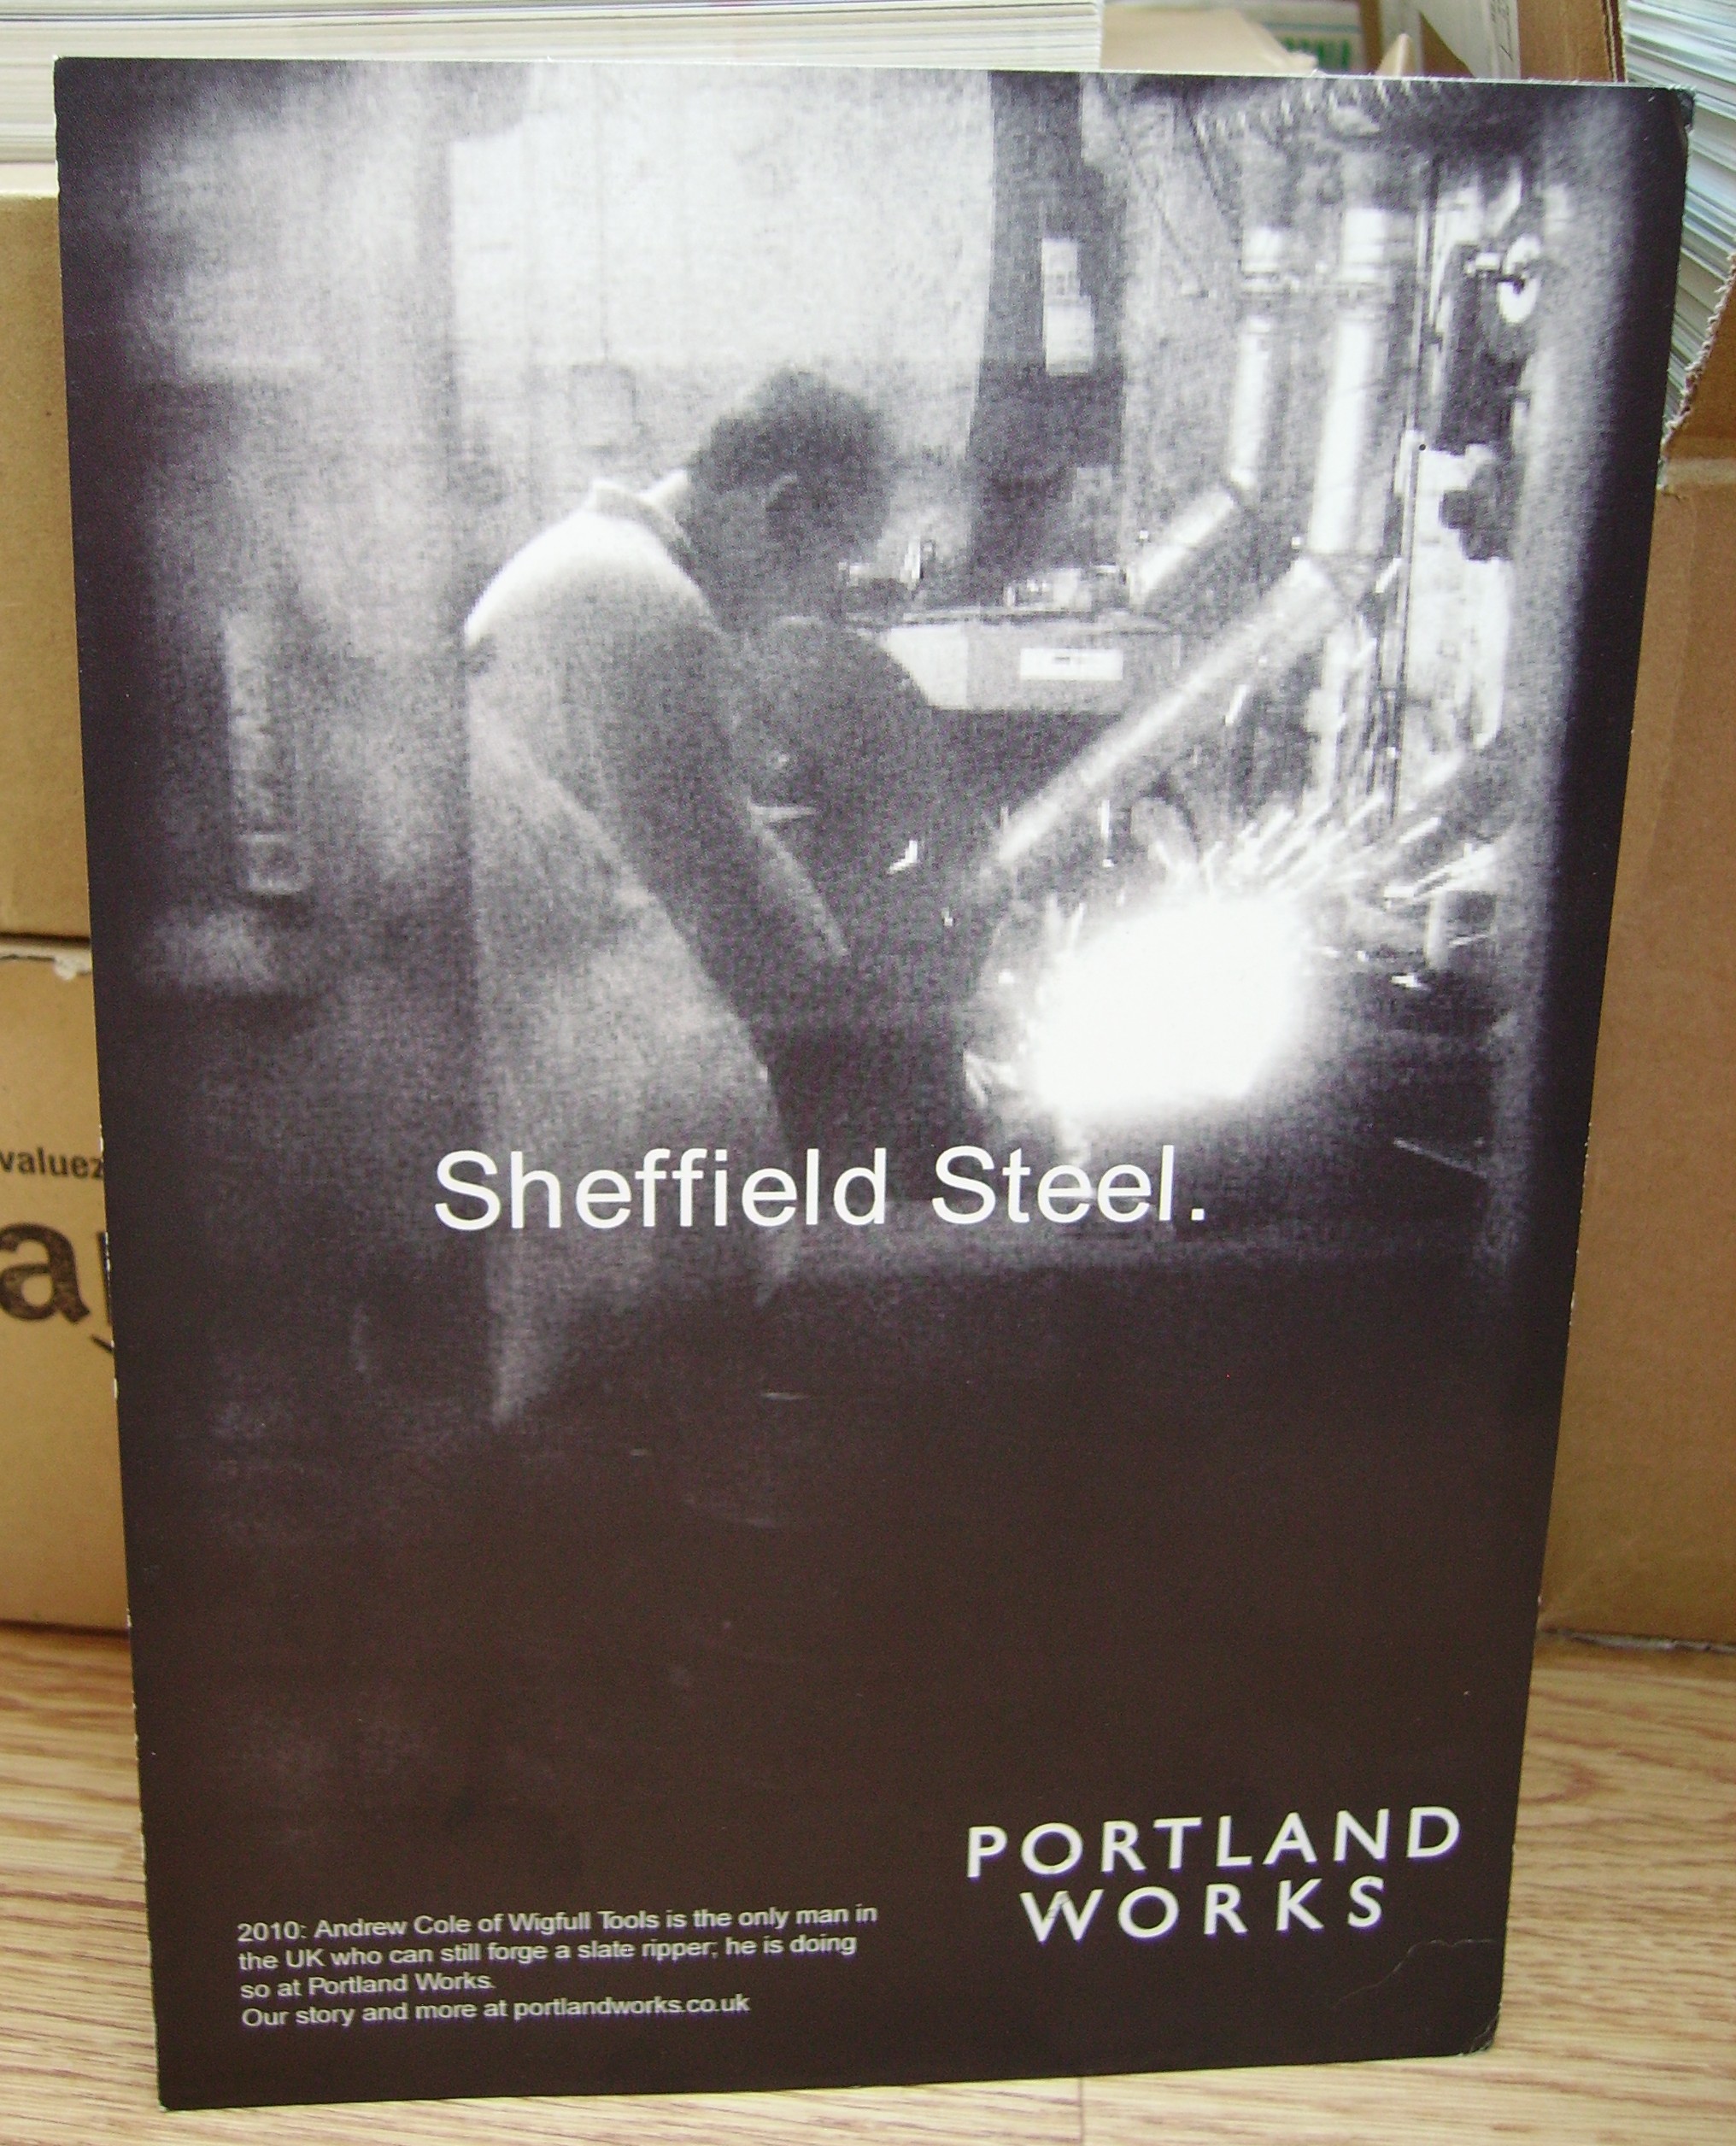 valuez
a
Sheffield Steel.
PORTLAND
WORKS
2010: Andrew Cole of Wigfull Tools is the only man in
the UK who can still forge a slate ripper; he is doing
so at Portland Works.
Our story and more at portlandworks.co.uk